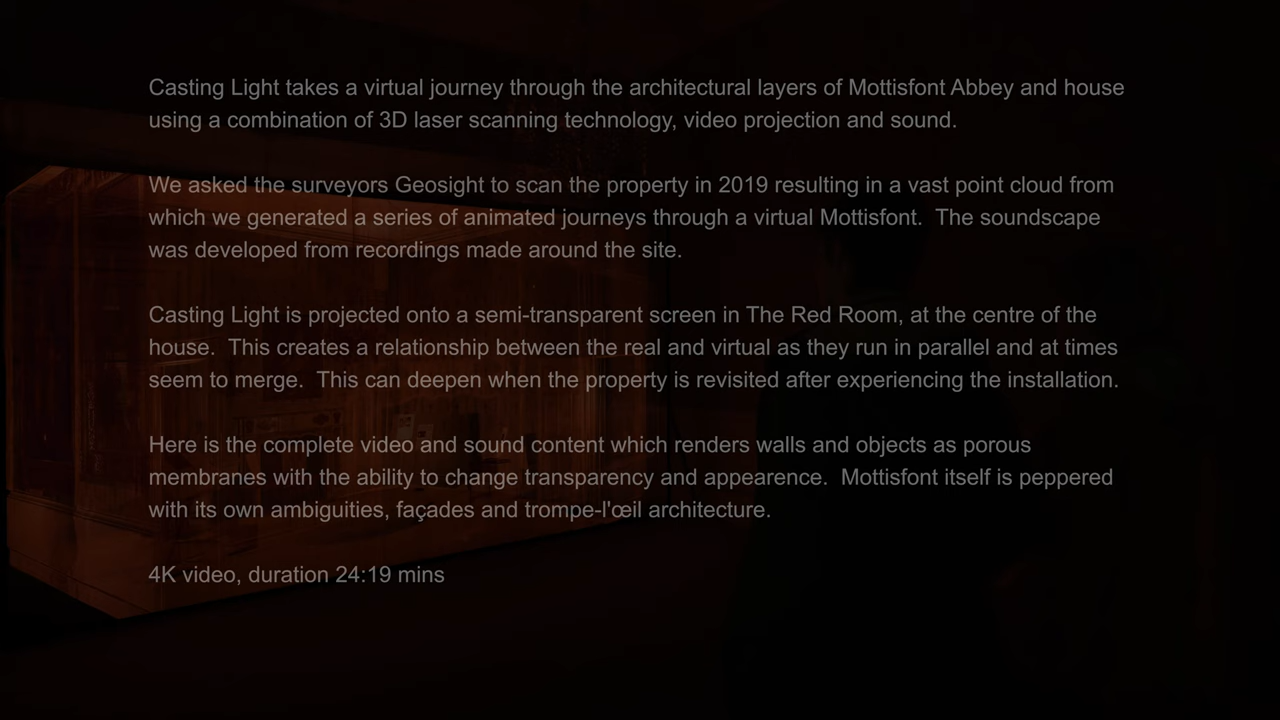 Casting Light takes a virtual journey through the architectural layers of Mottisfont Abbey and house
using a combination of 3D laser scanning technology, video projection and sound.
We asked the surveyors Geosight to scan the property in 2019 resulting in a vast point cloud from
which we generated a series of animated journeys through a virtual Mottisfont.  The soundscape
was developed from recordings made around the site.
Casting Light is projected onto a semi-transparent screen in The Red Room, at the centre of the
house.  This creates a relationship between the real and virtual as they run in parallel and at times
seem to merge.  This can deepen when the property is revisited after experiencing the installation.
Here is the complete video and sound content which renders walls and objects as porous
membranes with the ability to change transparency and appearence.  Mottisfont itself is peppered
with its own ambiguities, façades and trompe-l'œil architecture.
4K video, duration 24:19 mins